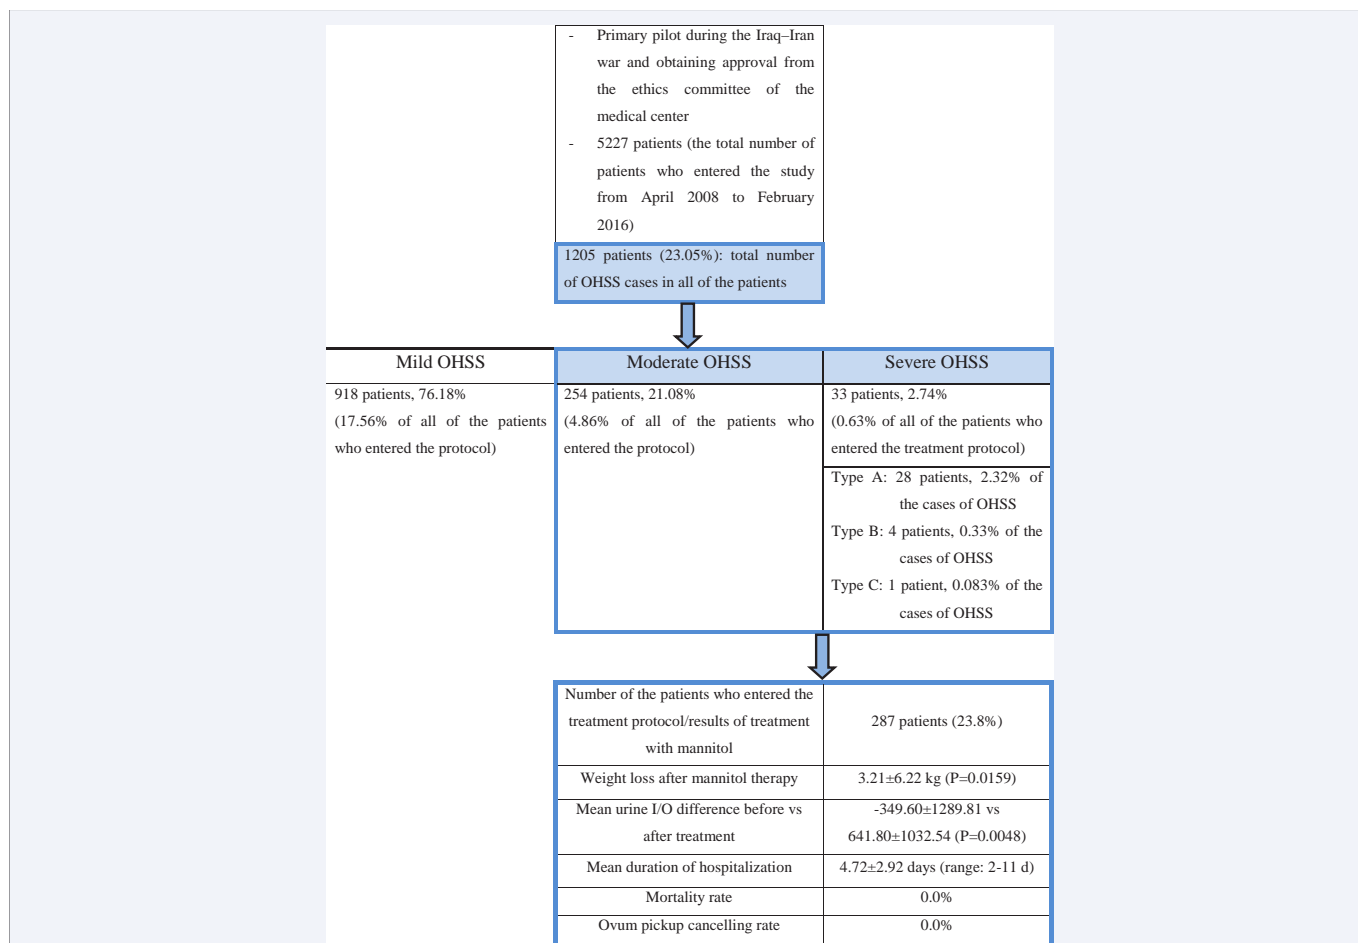 - Primary pilot during the Iraq–Iran
war and obtaining approval from
the ethics committee of the
medical center
- 5227 patients (the total number of
patients who entered the study
from April 2008 to February
2016)
1205 patients (23.05%): total number
of OHSS cases in all of the patients
Mild OHSS
918 patients, 76.18%
(17.56% of all of the patients
who entered the protocol)
Moderate OHSS
254 patients, 21.08%
(4.86% of all of the patients who
entered the protocol)
Severe OHSS
33 patients, 2.74%
(0.63% of all of the patients who
entered the treatment protocol)
Type A: 28 patients, 2.32% of
the cases of OHSS
Type B: 4 patients, 0.33% of the
cases of OHSS
Type C: 1 patient, 0.083% of the
cases of OHSS
Number of the patients who entered the
treatment protocol/results of treatment
with mannitol
287 patients (23.8%)
Weight loss after mannitol therapy
3.21±6.22 kg (P=0.0159)
Mean urine I/O difference before vs
after treatment
-349.60±1289.81 vs
641.80±1032.54 (P=0.0048)
Mean duration of hospitalization
4.72±2.92 days (range: 2-11 d)
Mortality rate
0.0%
Ovum pickup cancelling rate
0.0%